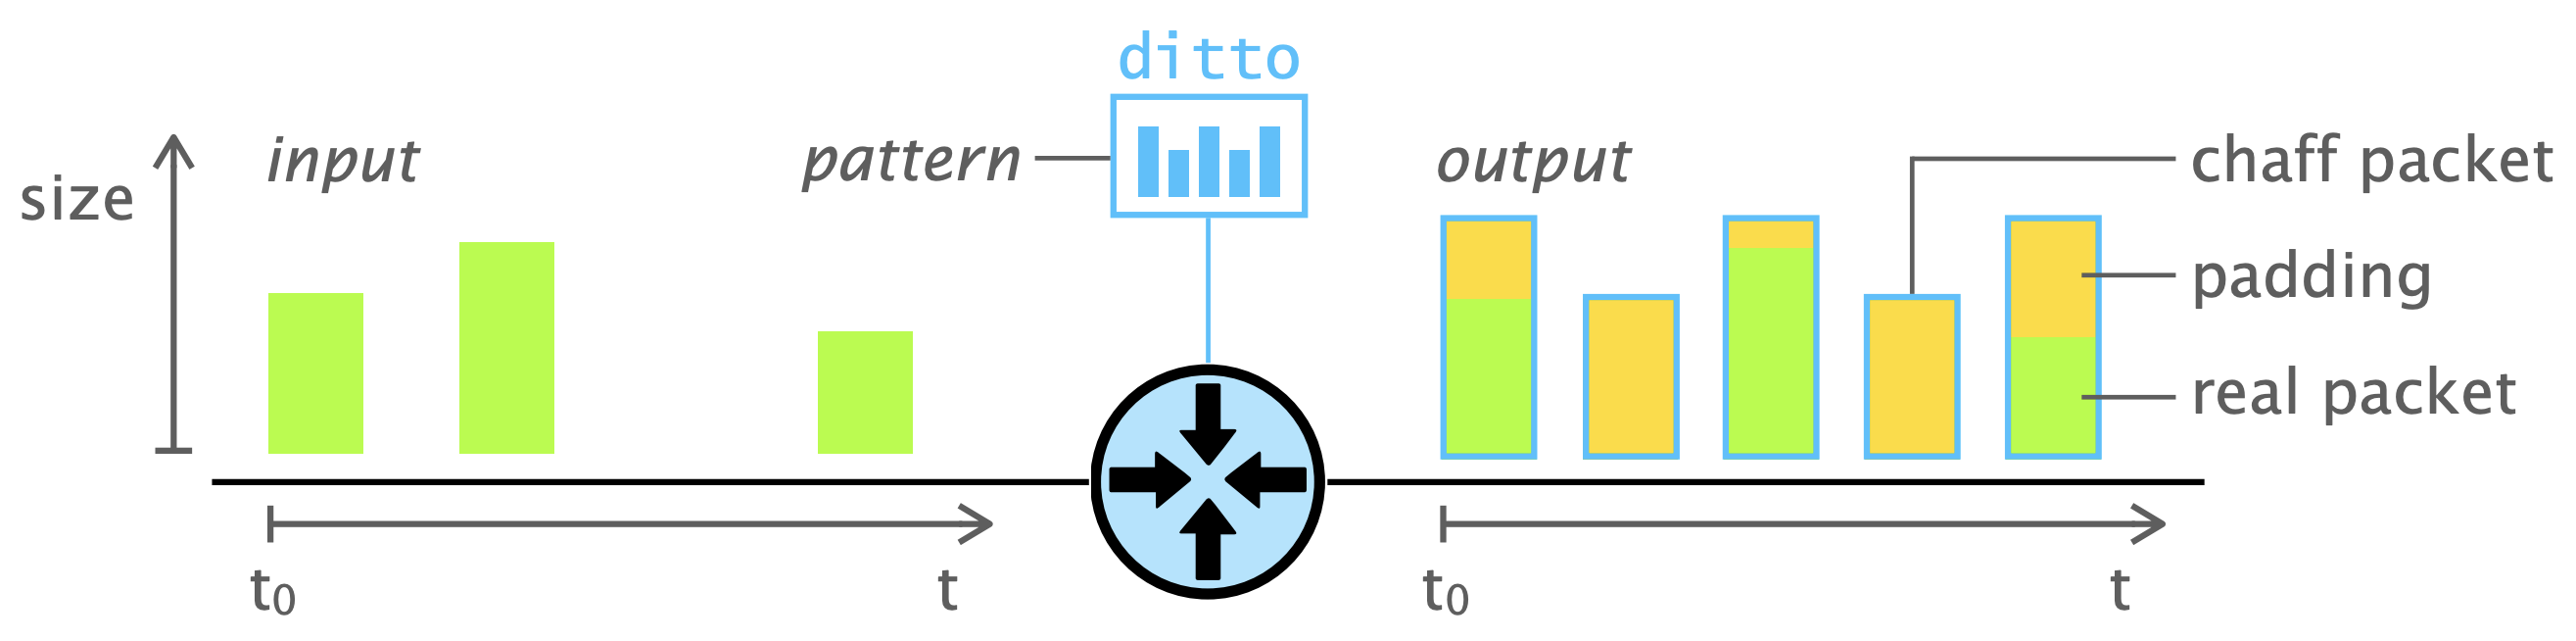 ditto
size
input
pattern
output
chaff packet
padding
real packet
t₀
t
t₀
t